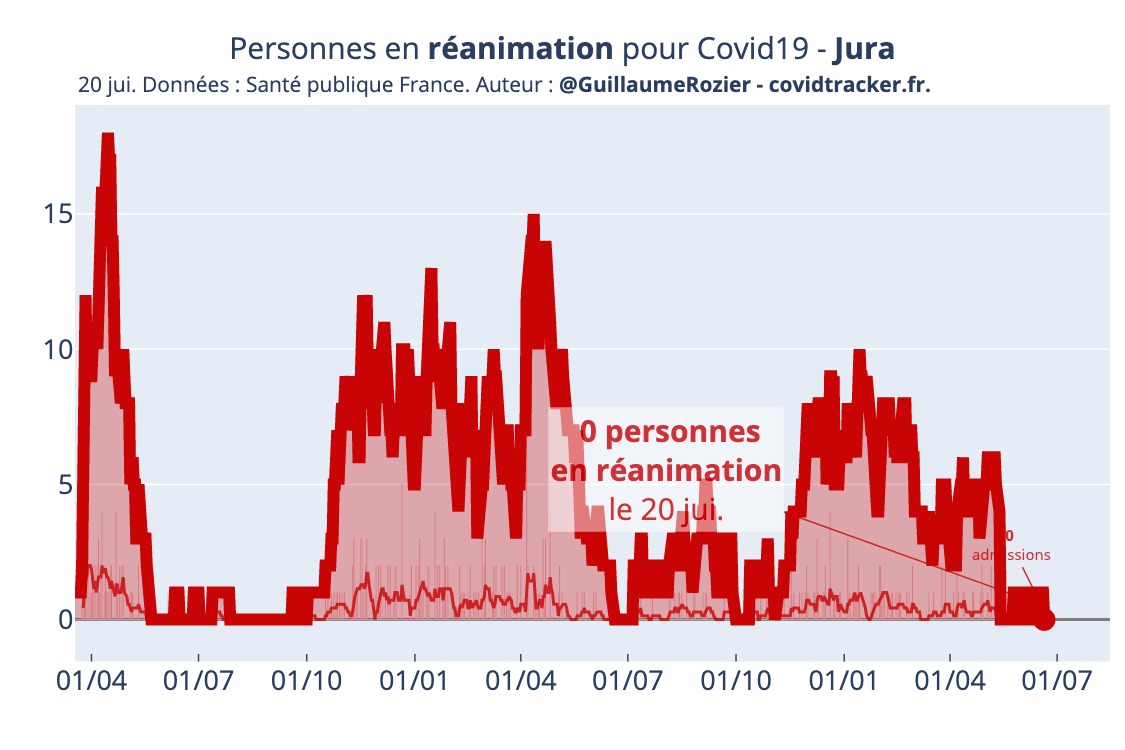 Personnes en réanimation pour Covid19 - Jura
20 jui. Données : Santé publique France. Auteur : @GuillaumeRozier - covidtracker.fr.
15
10
5
0
0 personnes
en réanimation
le 20 jui.
0
admissions
01/04 01/07 01/10 01/01 01/04 01/07 01/10 01/01 01/04 01/07